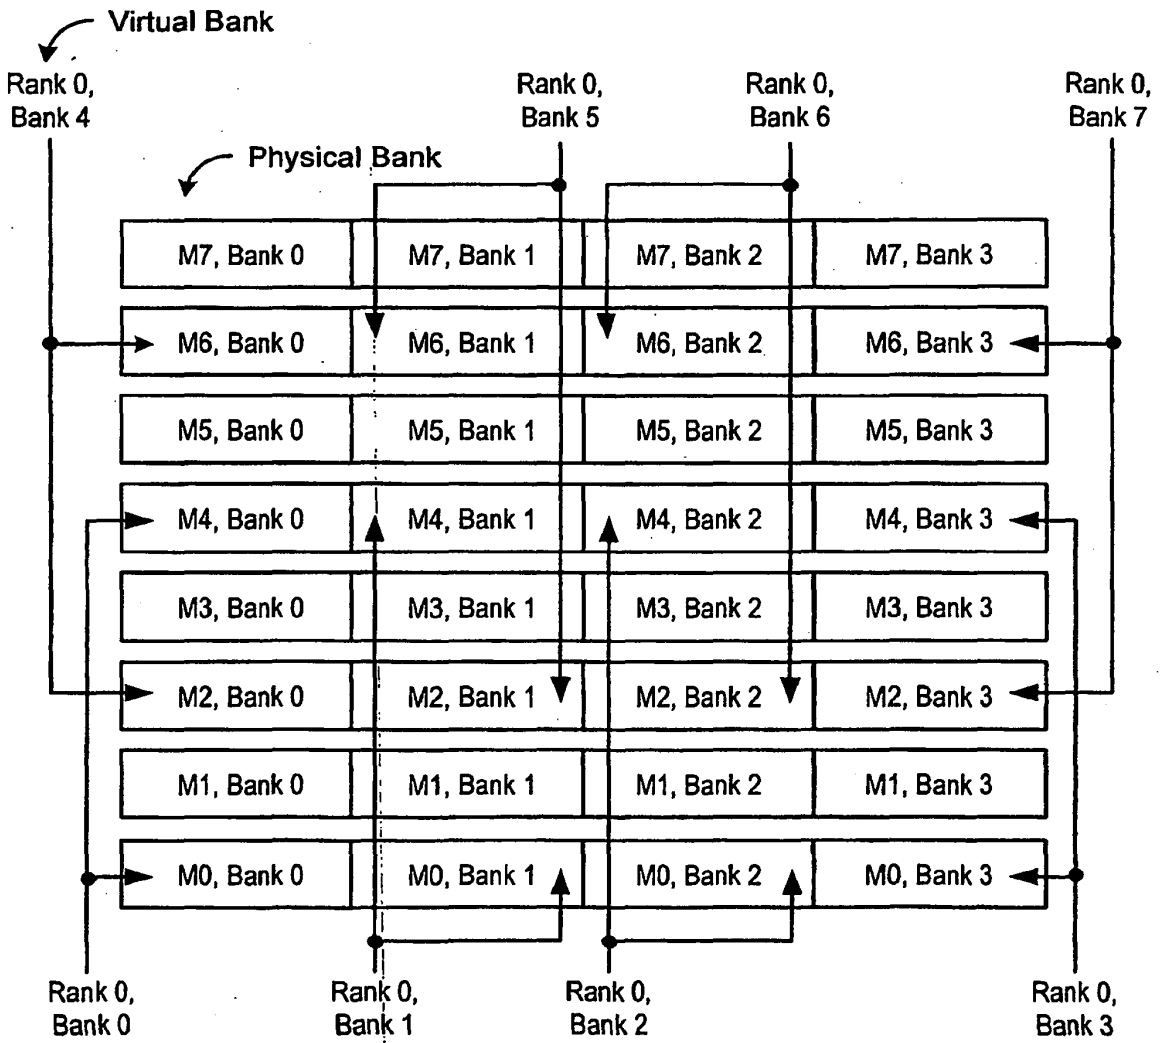 Virtual Bank
Rank 0, Rank 0, Rank 0, Rank 0,
Bank 4 Bank 5 Bank 6 Bank 7
Physical Bank
M7, Bank 0 M7, Bank 1 M7, Bank 2 M7, Bank 3
M6, Bank 0 M6, Bank 1 M6, Bank 2 M6, Bank 3
M5, Bank 0 M5, Bank 1 M5, Bank 2 M5, Bank 3
M4, Bank 0 M4, Bank 1 M4, Bank 2 M4, Bank 3
M3, Bank 0 M3, Bank 1 M3, Bank 2 M3, Bank 3
M2, Bank 0 M2, Bank 1 M2, Bank 2 M2, Bank 3
M1, Bank 0 M1, Bank 1 M1, Bank 2 M1, Bank 3
M0, Bank 0 M0, Bank 1 M0, Bank 2 M0, Bank 3
Rank 0, Rank 0, Rank 0, Rank 0,
Bank 0 Bank 1 Bank 2 Bank 3